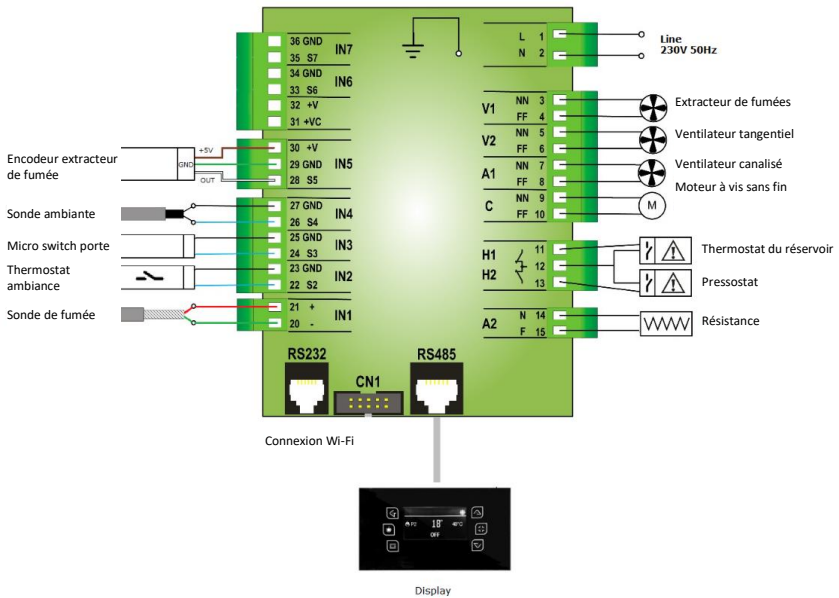 36 GND
35 S7
IN7
34 GND
33 S6
IN6
32 +V
31 +VC
Encodeur extracteur
de fumée
+5V
GND
OUT
30 +V
29 GND
28 S5
IN5
Sonde ambiante
27 GND
26 S4
IN4
Micro switch porte
25 GND
24 S3
IN3
Thermostat
ambiance
23 GND
22 S2
IN2
Sonde de fumée
21 +
20 -
IN1
L 1
N 2
Line
230V 50Hz
V1
NN 3
FF 4
Extracteur de fumées
V2
NN 5
FF 6
Ventilateur tangentiel
A1
NN 7
FF 8
Ventilateur canalisé
C
NN 9
FF 10
Moteur à vis sans fin
M
H1
H2
11
12
13
Thermostat du réservoir
Pressostat
A2
N 14
F 15
Résistance
RS232
CN1
RS485
Connexion Wi-Fi
P2
18°
OFF
Display